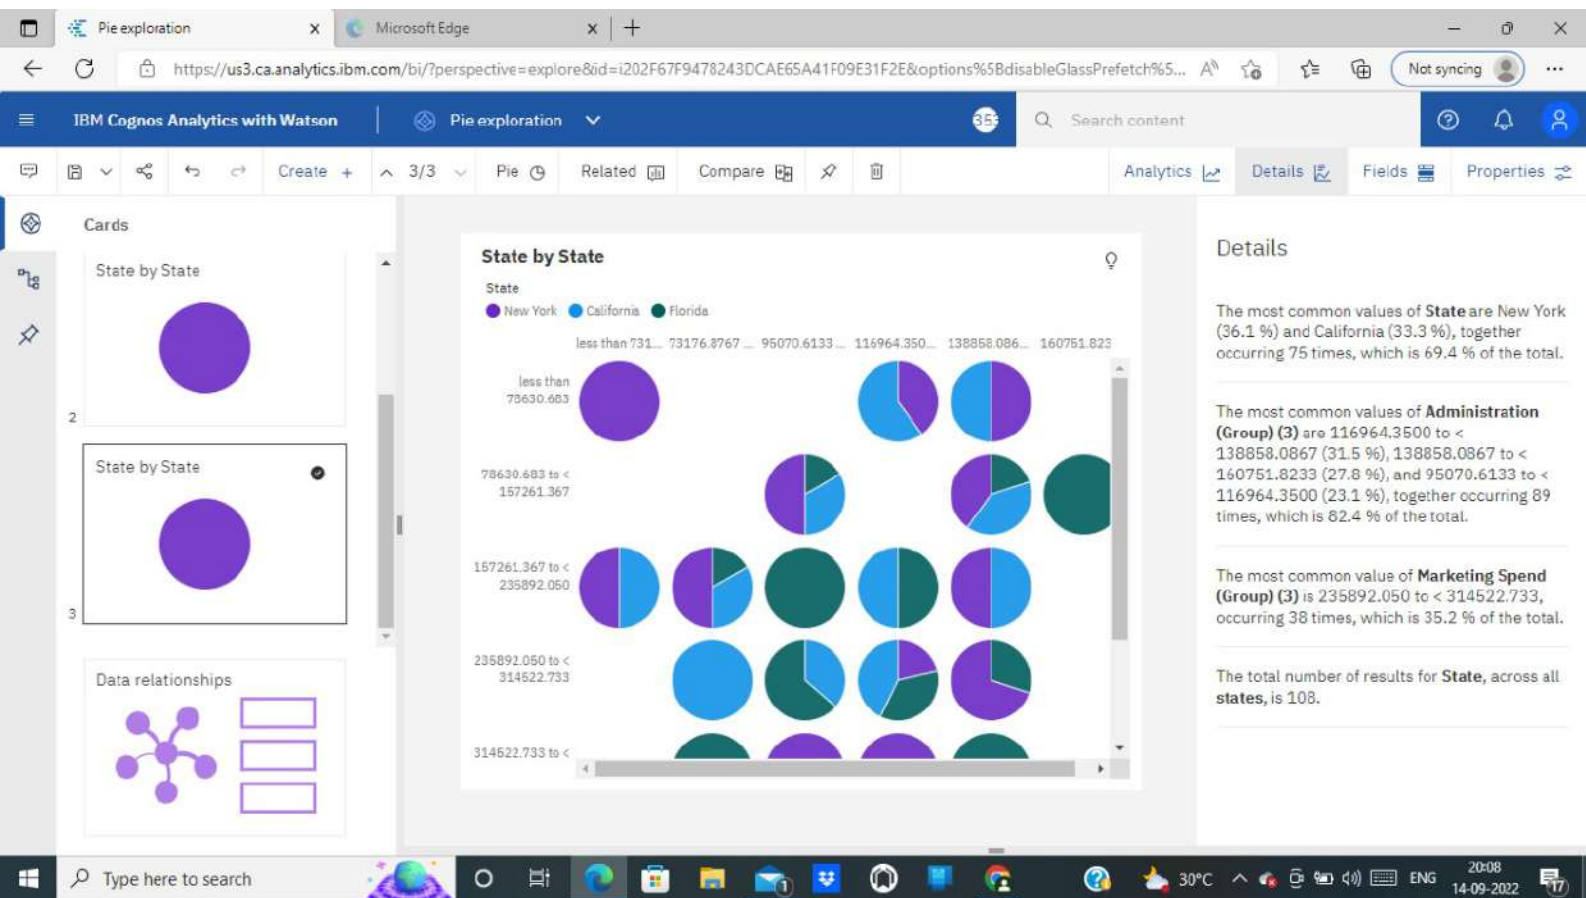 Pie exploration
Microsoft Edge
https://us3.ca.analytics.ibm.com/bi/?perspective=explore&id=i202F67F9478243DCAE65A41F09E31F2E&options%5BdisableGlassPrefetch%5...
Not syncing
IBM Cognos Analytics with Watson
Pie exploration
Search content
Create +
3/3
Pie
Related
Compare
Analytics
Details
Fields
Properties
Cards
State by State
2
State by State
3
Data relationships
State by State
State
New York California Florida
less than 731... 73176.8767 ... 95070.6133... 116964.350... 138858.086... 160751.823
less than
78630.683
78630.683 to <
157261.367
157261.367 to <
235892.050
235892.050 to <
314522.733
314522.733 to <
Details
The most common values of State are New York
(36.1 %) and California (33.3 %), together
occurring 75 times, which is 69.4 % of the total.
The most common values of Administration
(Group) (3) are 116964.3500 to <
138858.0867 (31.5 %), 138858.0867 to <
160751.8233 (27.8 %), and 95070.6133 to <
116964.3500 (23.1 %), together occurring 89
times, which is 82.4 % of the total.
The most common value of Marketing Spend
(Group) (3) is 235892.050 to < 314522.733,
occurring 38 times, which is 35.2 % of the total.
The total number of results for State, across all
states, is 108.
Type here to search
1
30°C
ENG
20:08
14-09-2022
17